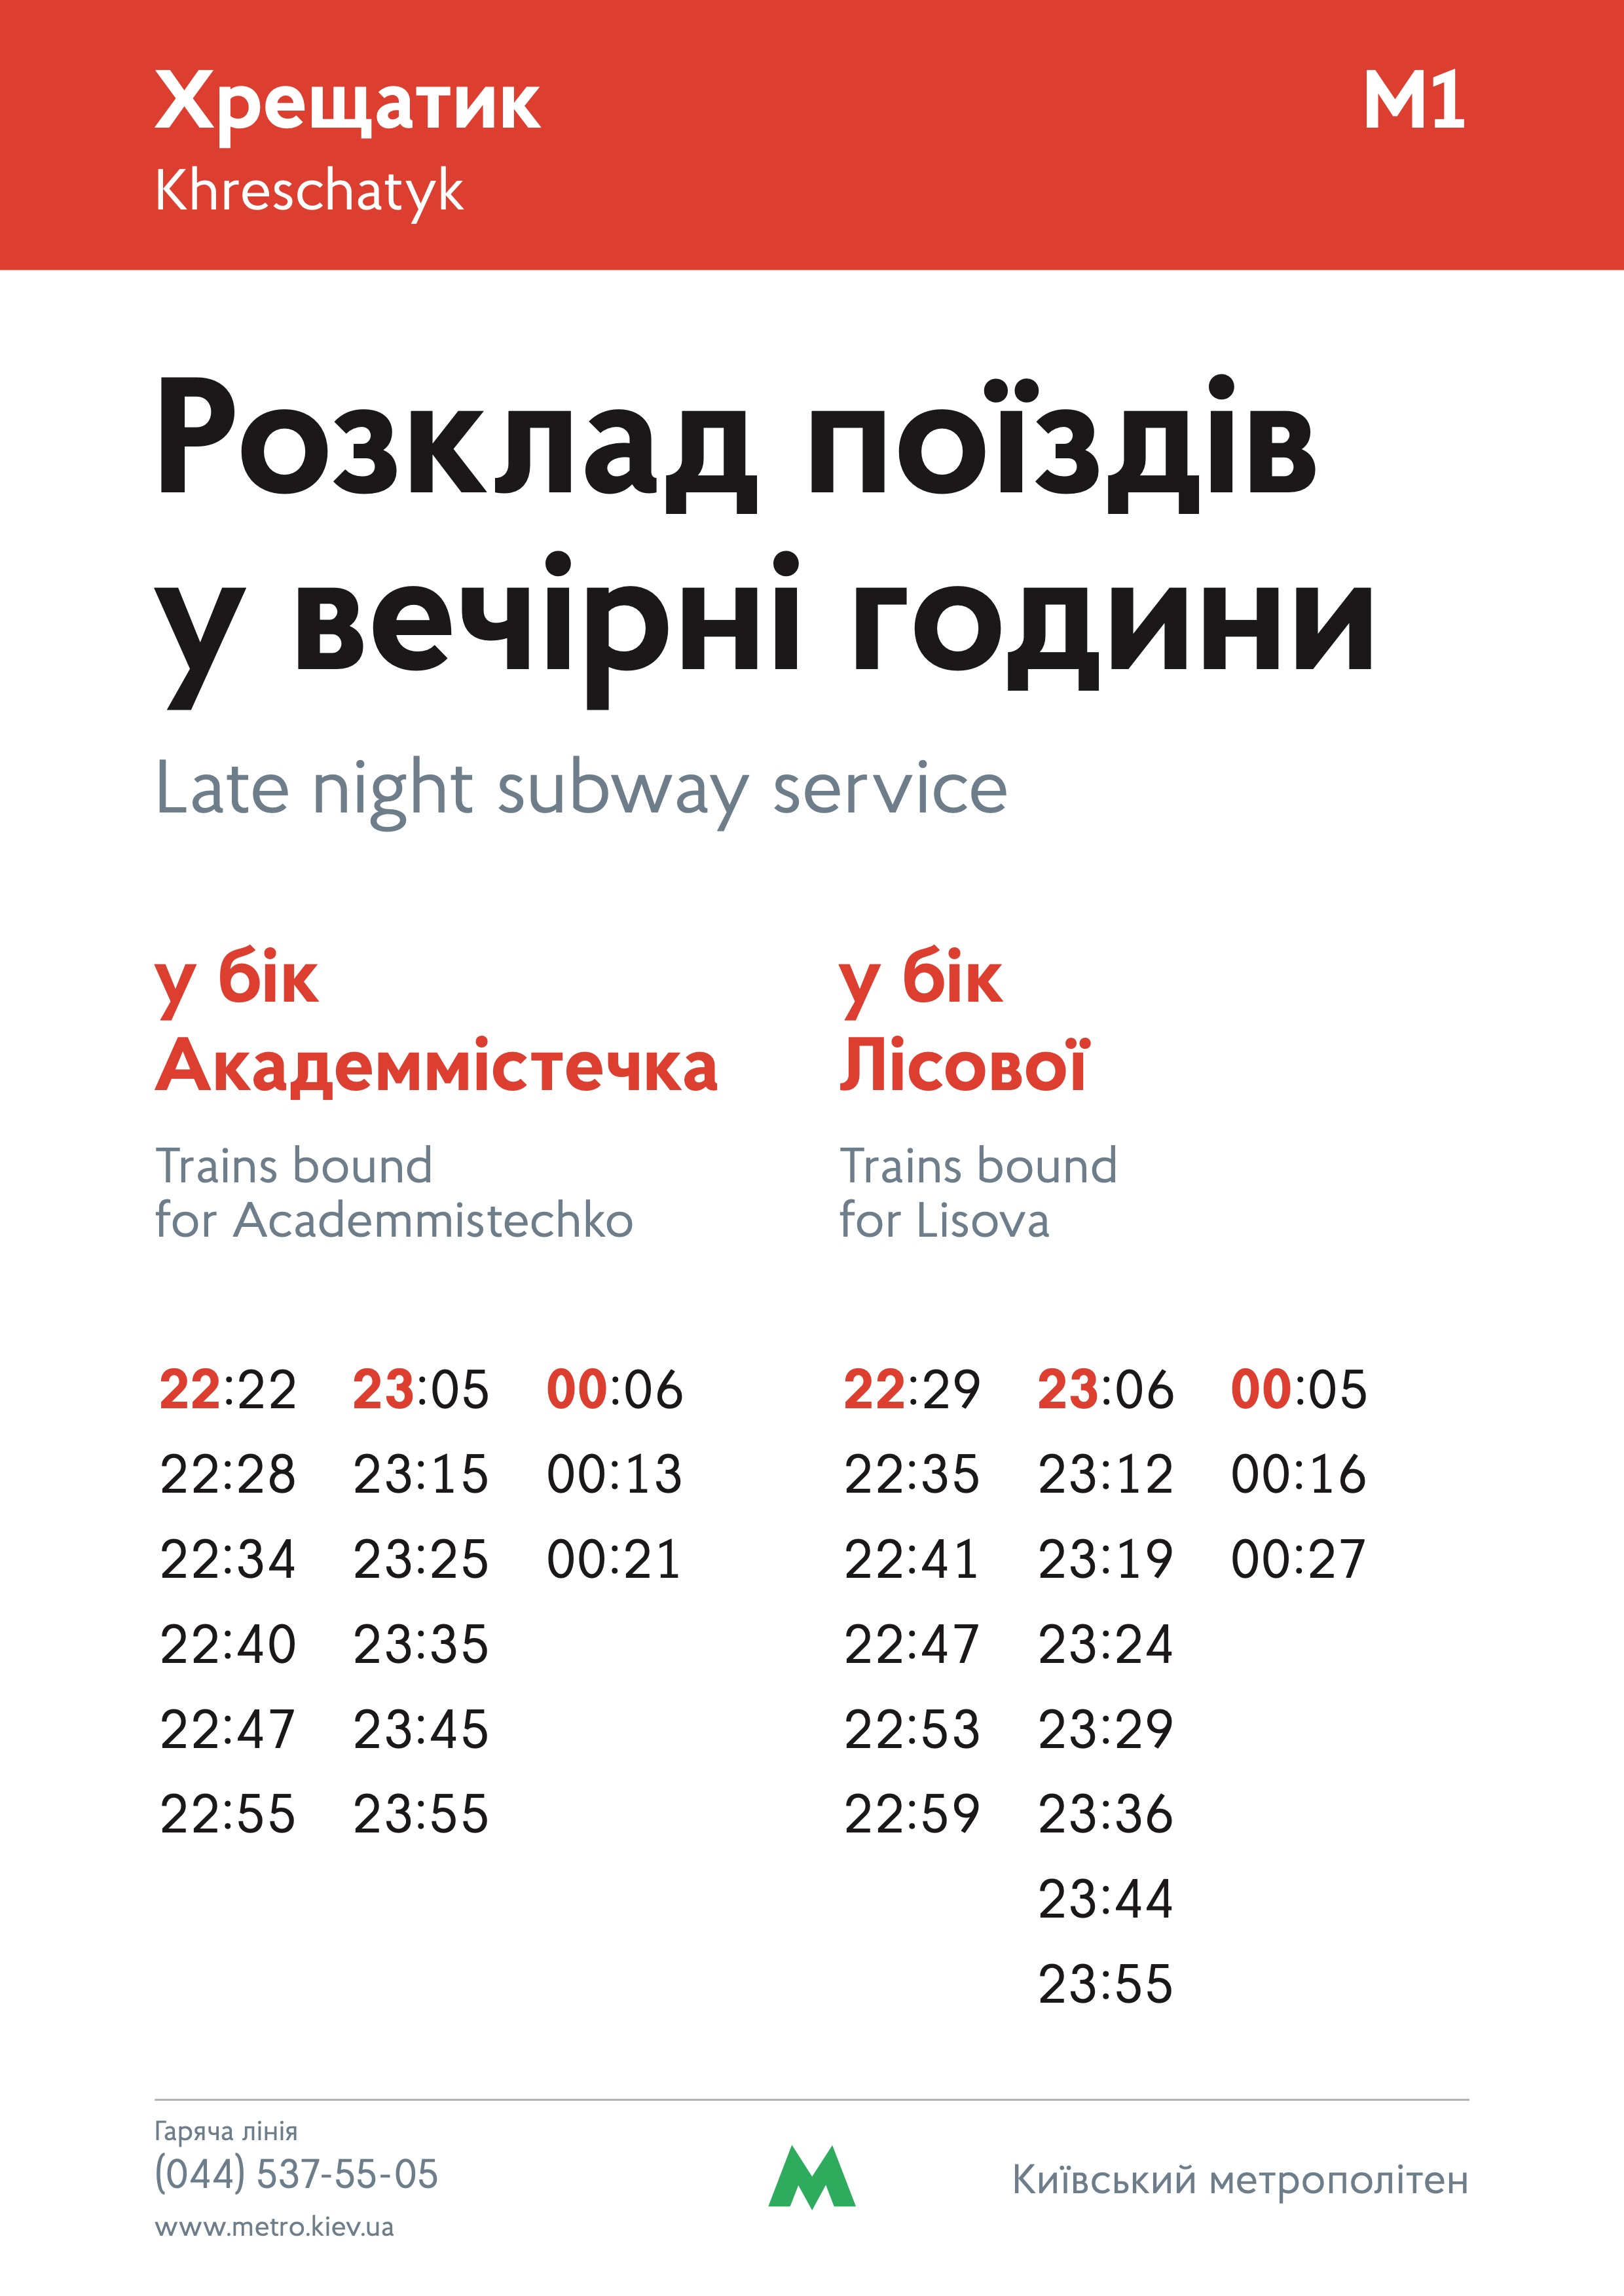 Хрещатик
M1
Khreschatyk
Розклад поїздів
у вечірні години
Late night subway service
у бік
Академмістечка
Trains bound
for Academmistechko
22:22 23:05 00:06
22:28 23:15 00:13
22:34 23:25 00:21
22:40 23:35
22:47 23:45
22:55 23:55
у бік
Лісової
Trains bound
for Lisova
22:29 23:06 00:05
22:35 23:12 00:16
22:41 23:19 00:27
22:47 23:24
22:53 23:29
22:59 23:36
23:44
23:55
Гаряча лінія
(044) 537-55-05
www.metro.kiev.ua
Київський метрополітен